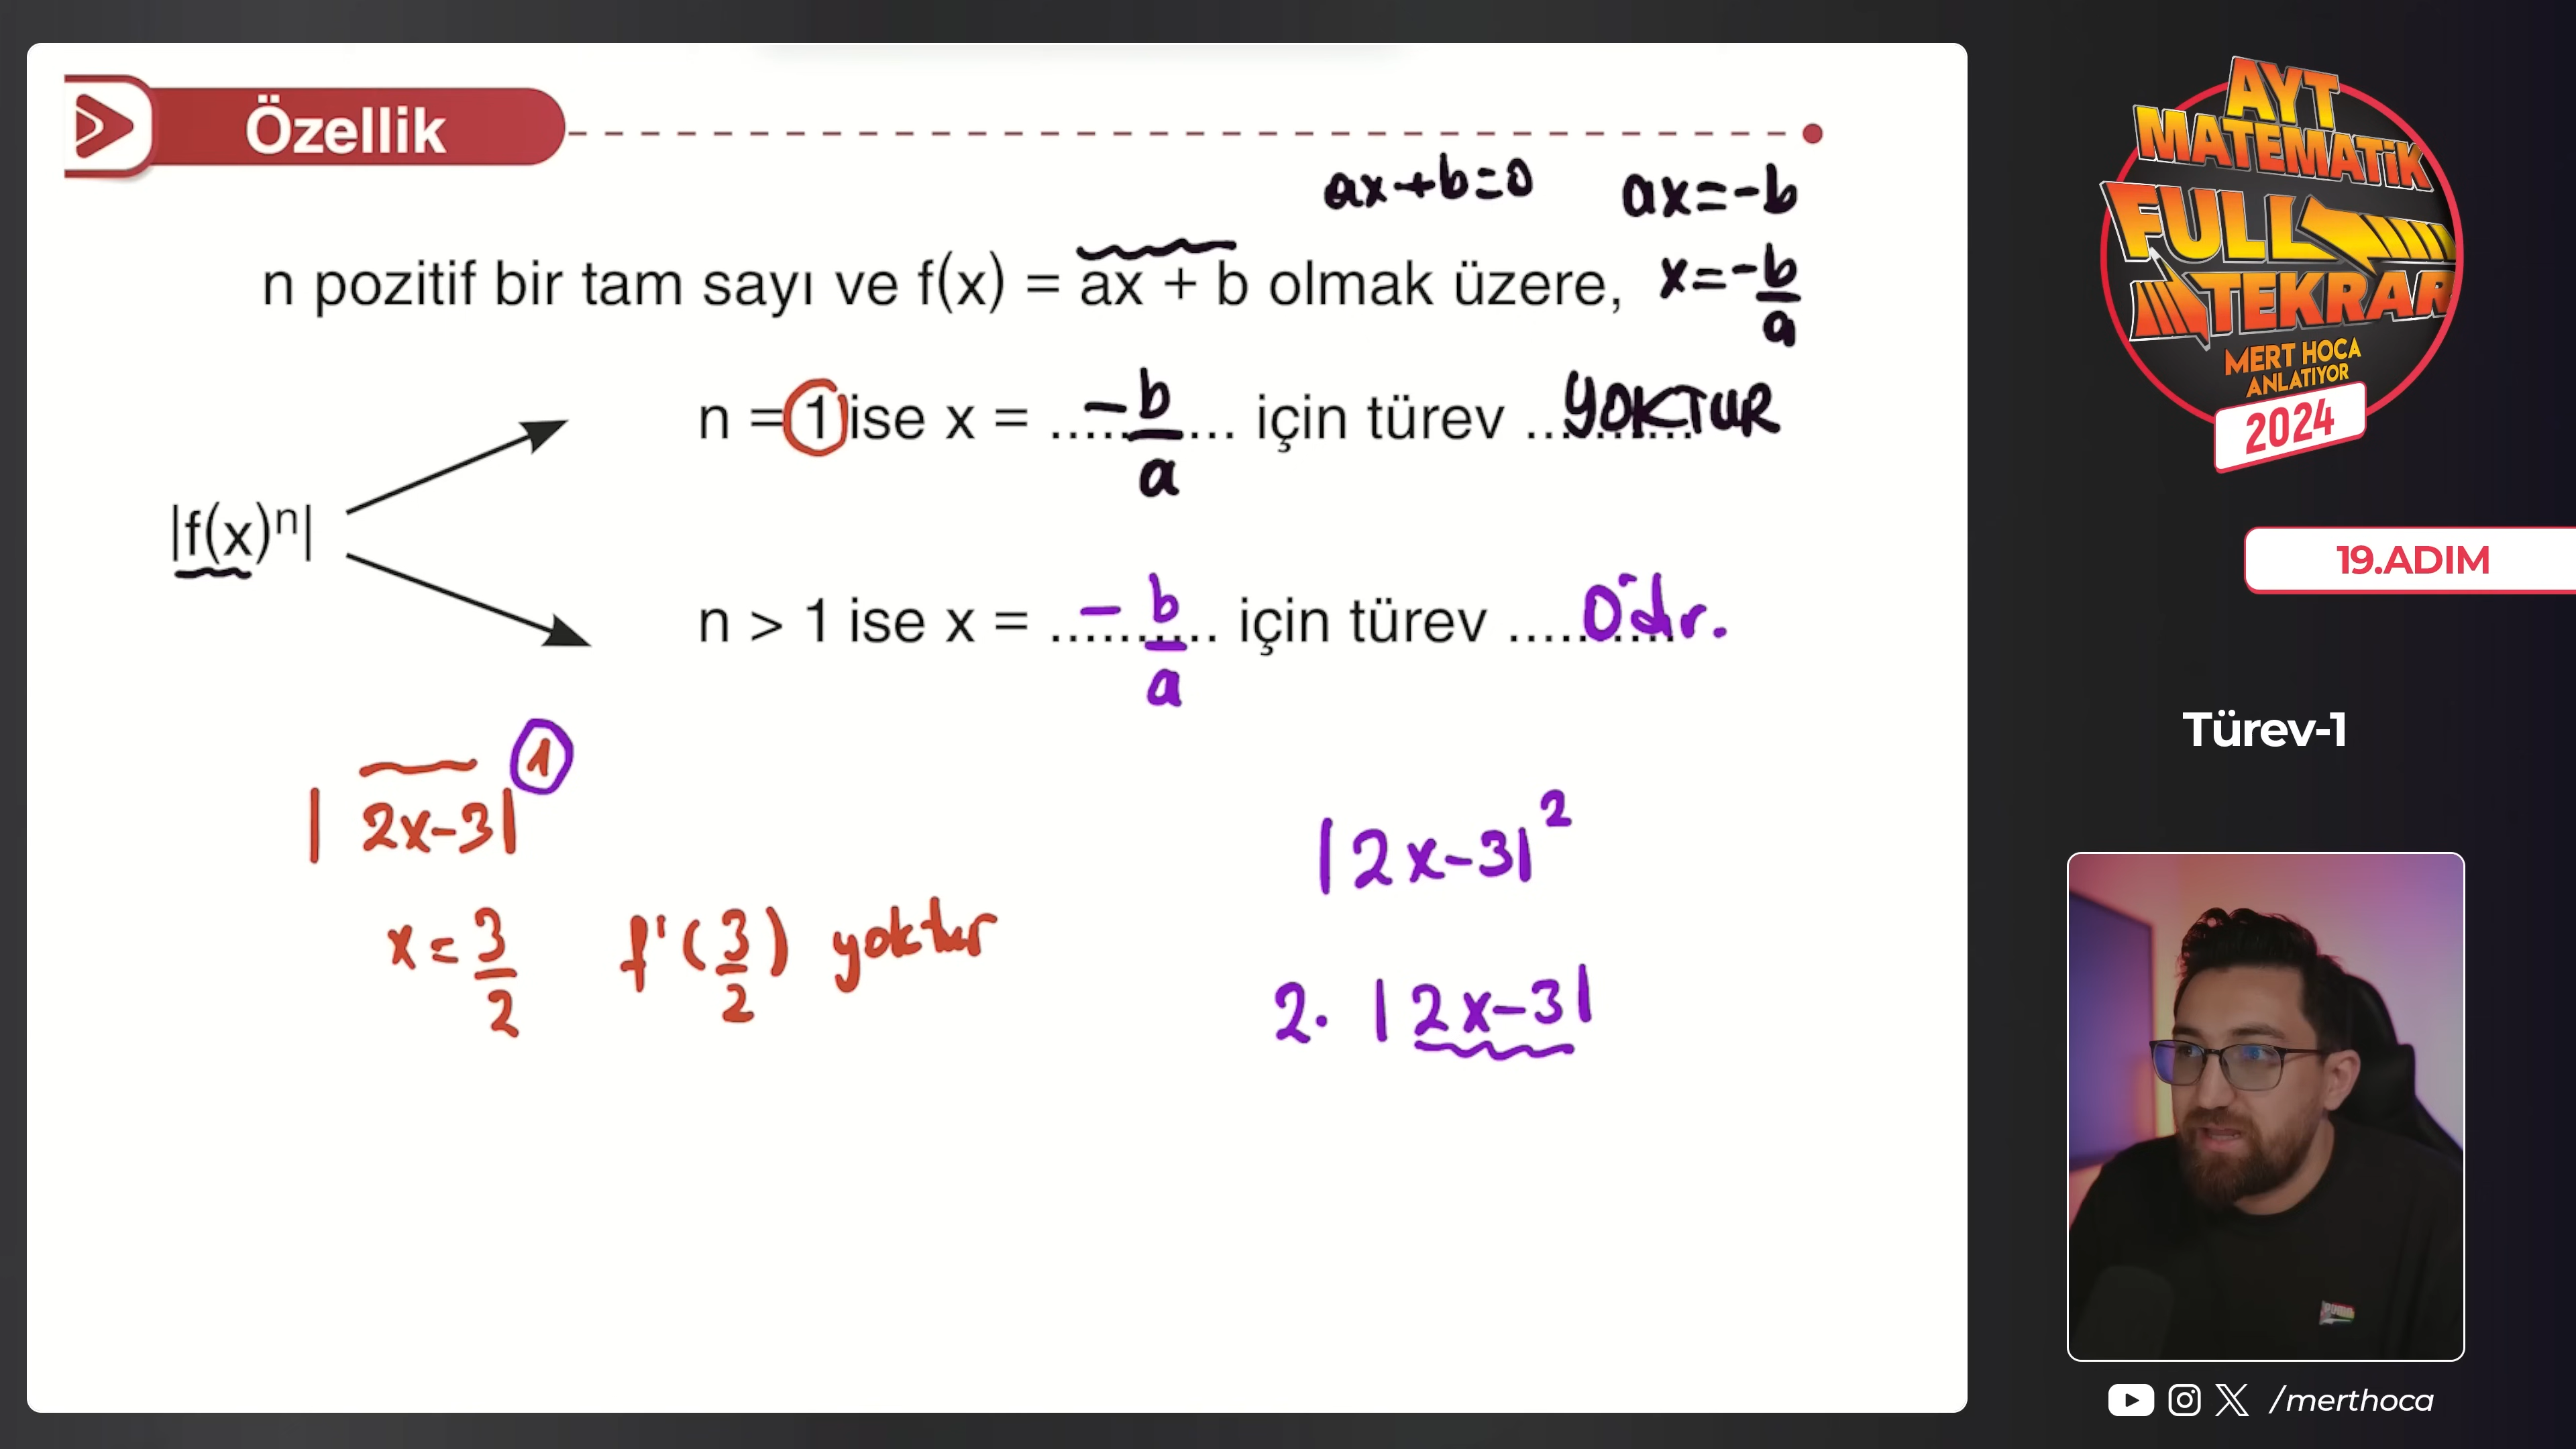 Özellik
ax+b=0 ax=-b
n pozitif bir tam sayı ve f(x) = ax + b olmak üzere, x=-b/a
n = 1 ise x = -b/a için türev YOKTUR
|f(x)ⁿ|
n > 1 ise x = -b/a için türev 0'dır.
|2x-3|¹
x=3/2 f'(3/2) yoktur
|2x-3|²
2. |2x-3|
AYT
MATEMATİK
FULL
TEKRAR
MERT HOCA
ANLATIYOR
2024
19.ADIM
Türev-1
PUMA
/merthoca